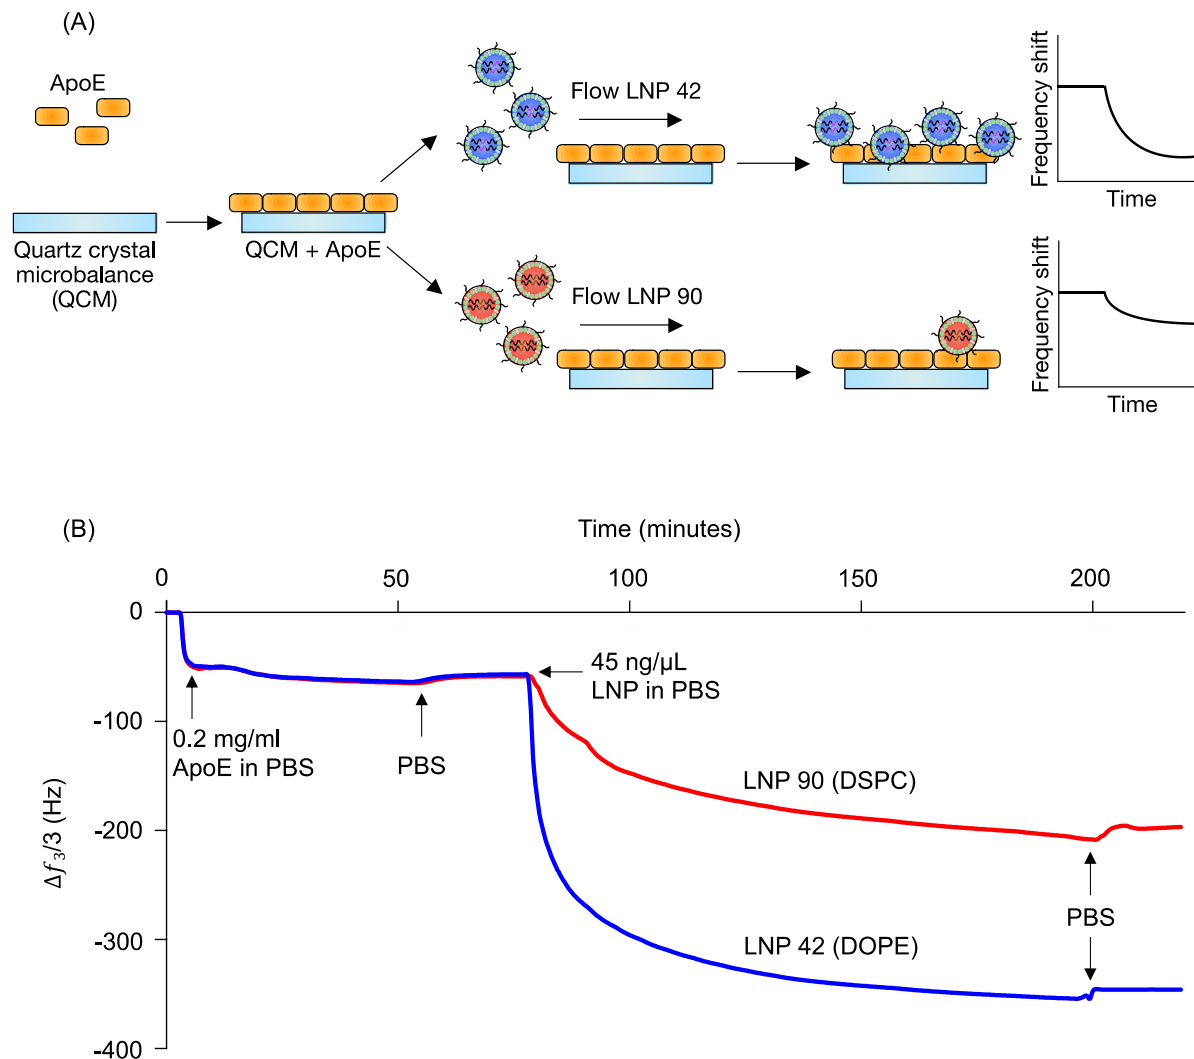 (A)
ApoE
Quartz crystal
microbalance
(QCM)
QCM + ApoE
Flow LNP 42
Frequency shift
Time
Flow LNP 90
Frequency shift
Time
(B)
Time (minutes)
0
50
100
150
200
0
-100
-200
-300
-400
Δf₃/3 (Hz)
0.2 mg/ml
ApoE in PBS
PBS
45 ng/µL
LNP in PBS
LNP 90 (DSPC)
LNP 42 (DOPE)
PBS